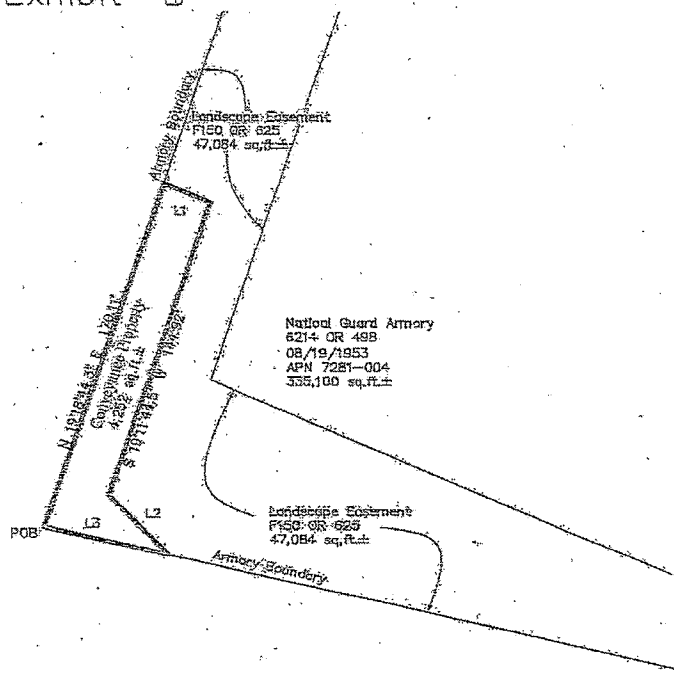 Exhibit
Armory Boundary
Landscape Easement
F150 OR 625
47,084 sq.ft.±
L1
Conveyance Property
4,252 sq.ft.±
Natioal Guard Armory
6214 OR 498
08/19/1953
APN 7281-004
335,100 sq.ft.±
Landscape Easement
F150 OR 625
47,084 sq.ft.±
L2
L3
POB
Armory Boundary